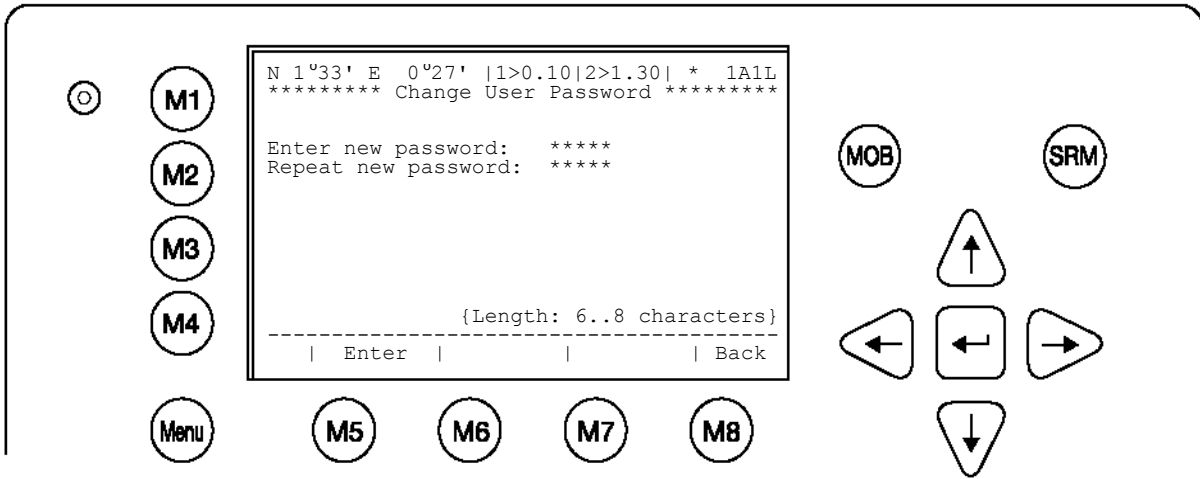 N 1°33' E  0°27' |1>0.10|2>1.30| *  1A1L
********* Change User Password *********
Enter new password:  *****
Repeat new password:  *****
{Length: 6..8 characters}
----------------------------------------
| Enter |         |         | Back
M1
M2
M3
M4
Menu
M5
M6
M7
M8
MOB
SRM